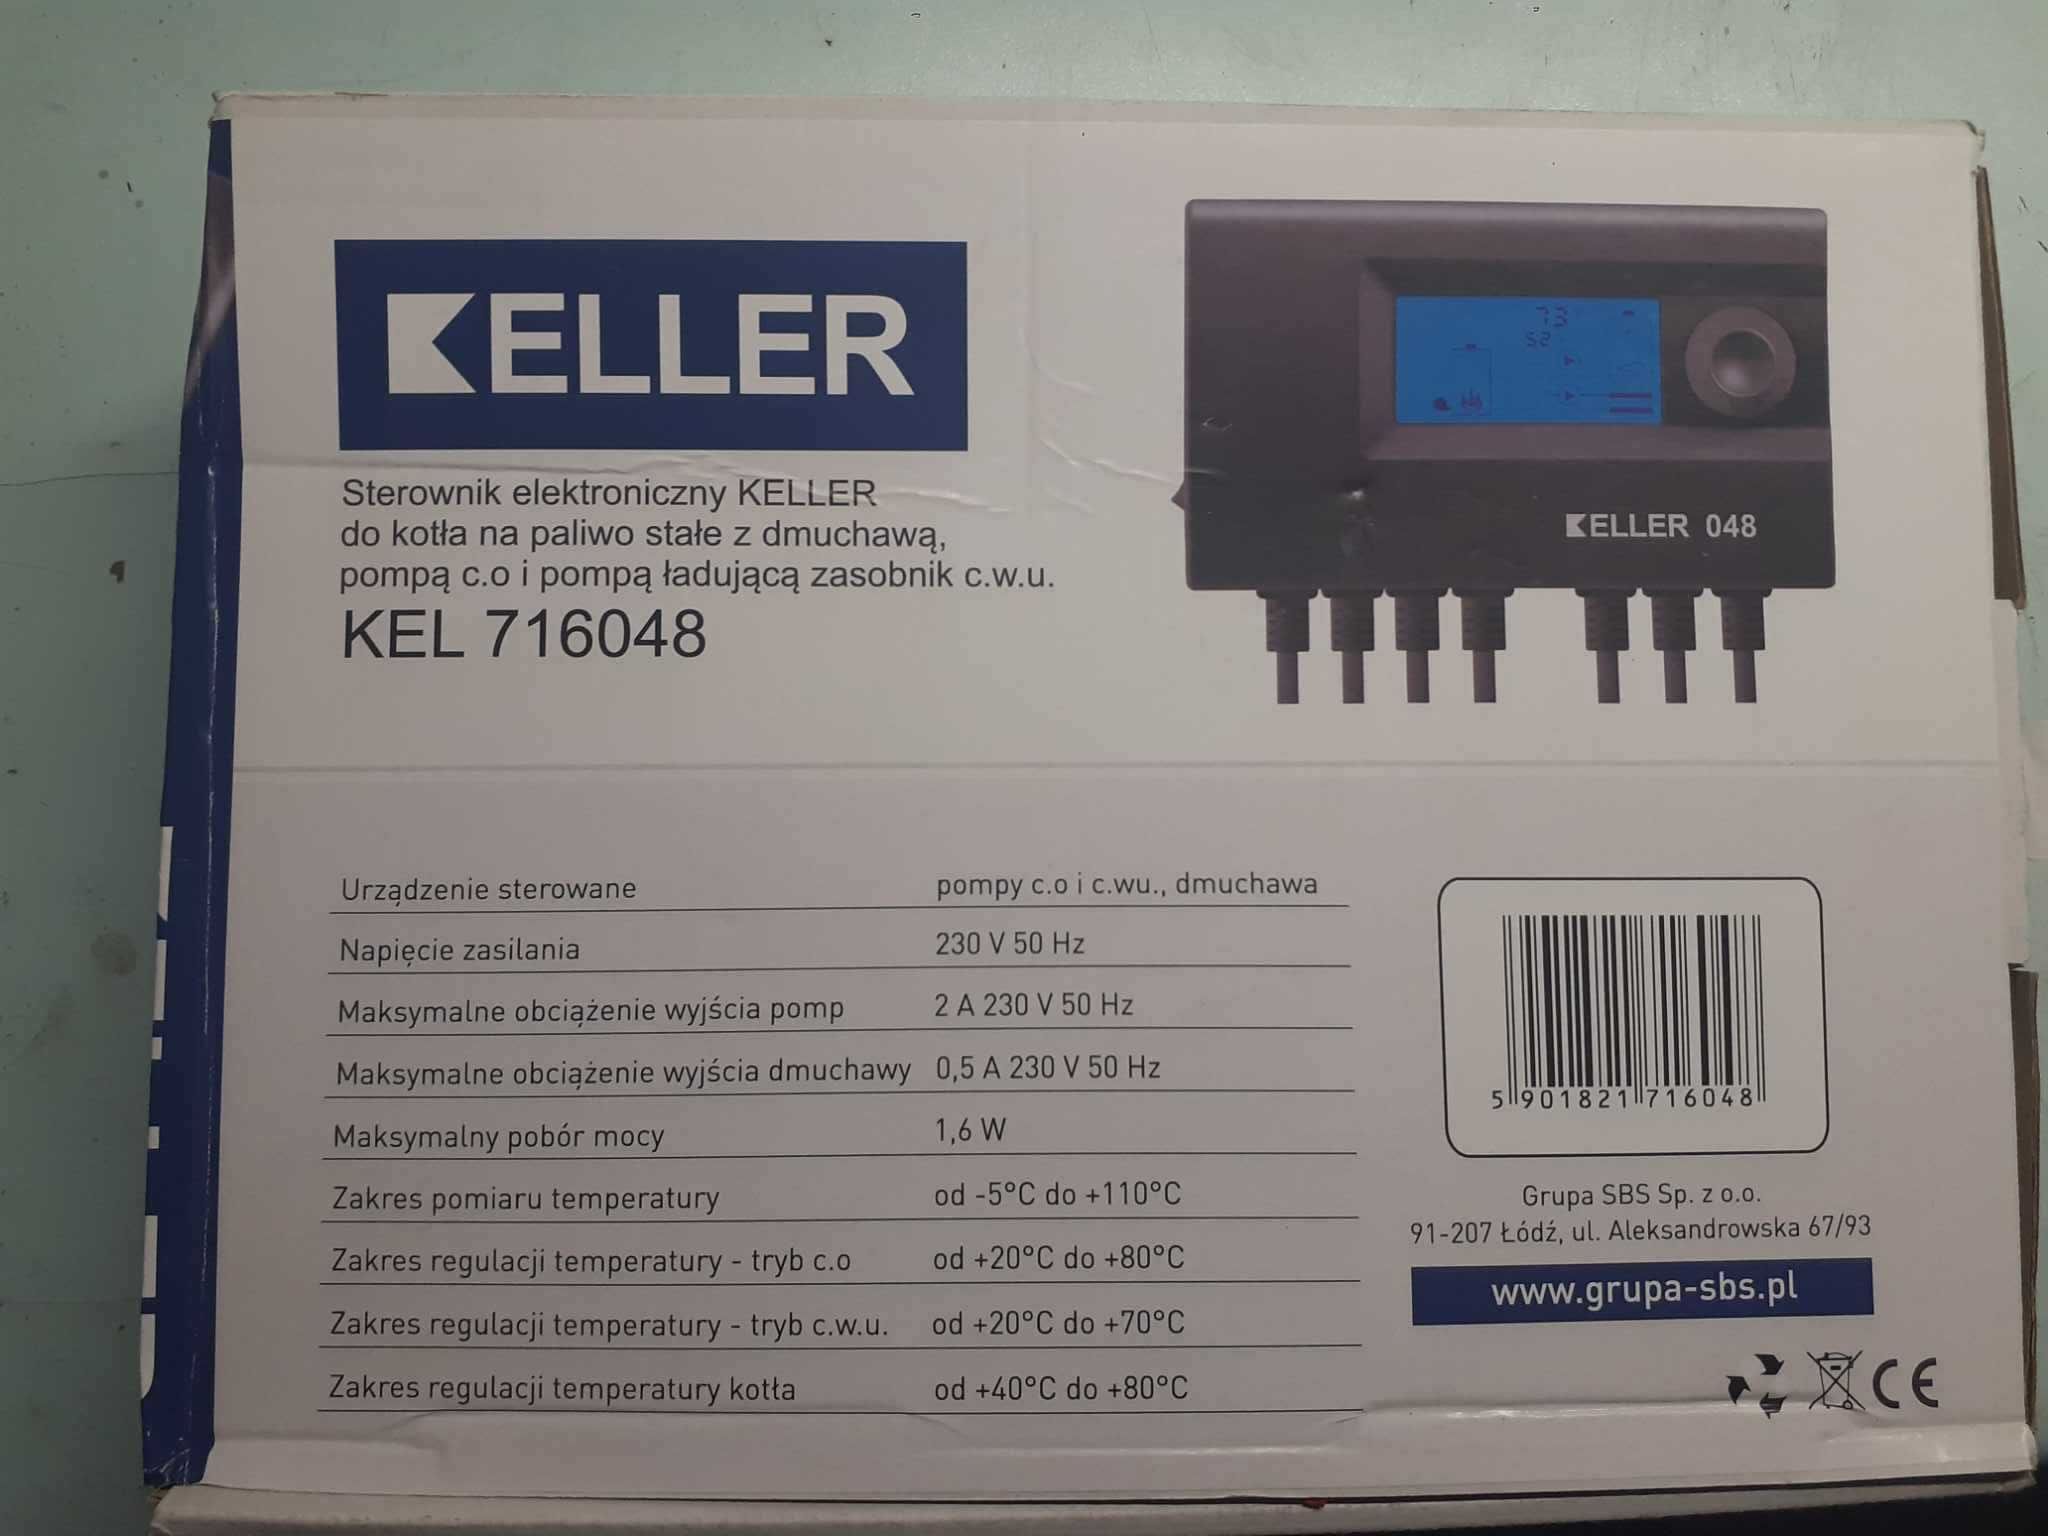 KELLER
Sterownik elektroniczny KELLER
do kotła na paliwo stałe z dmuchawą,
pompą c.o i pompą ładującą zasobnik c.w.u.
KEL 716048
KELLER 048
Urządzenie sterowane pompy c.o i c.wu., dmuchawa
Napięcie zasilania 230 V 50 Hz
Maksymalne obciążenie wyjścia pomp 2 A 230 V 50 Hz
Maksymalne obciążenie wyjścia dmuchawy 0,5 A 230 V 50 Hz
Maksymalny pobór mocy 1,6 W
Zakres pomiaru temperatury od -5°C do +110°C
Zakres regulacji temperatury - tryb c.o od +20°C do +80°C
Zakres regulacji temperatury - tryb c.w.u. od +20°C do +70°C
Zakres regulacji temperatury kotła od +40°C do +80°C
5 901821 716048
Grupa SBS Sp. z o.o.
91-207 Łódź, ul. Aleksandrowska 67/93
www.grupa-sbs.pl
CE